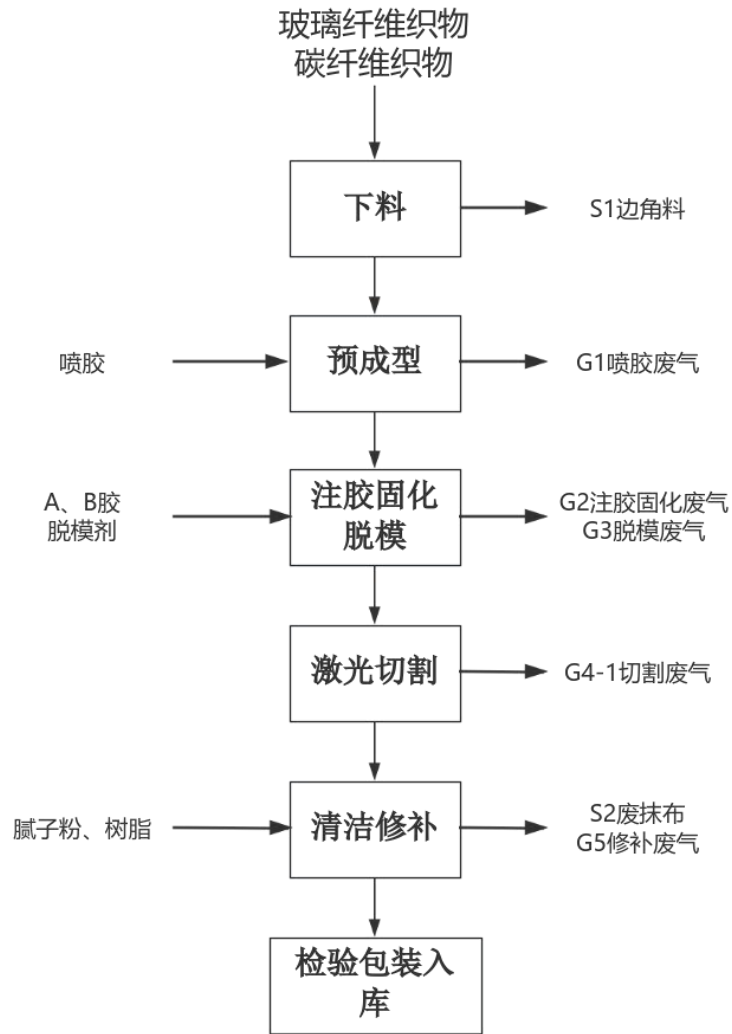 玻璃纤维织物
碳纤维织物
下料
S1边角料
喷胶
预成型
G1喷胶废气
A、B胶
脱模剂
注胶固化
脱模
G2注胶固化废气
G3脱模废气
激光切割
G4-1切割废气
腻子粉、树脂
清洁修补
S2废抹布
G5修补废气
检验包装入
库